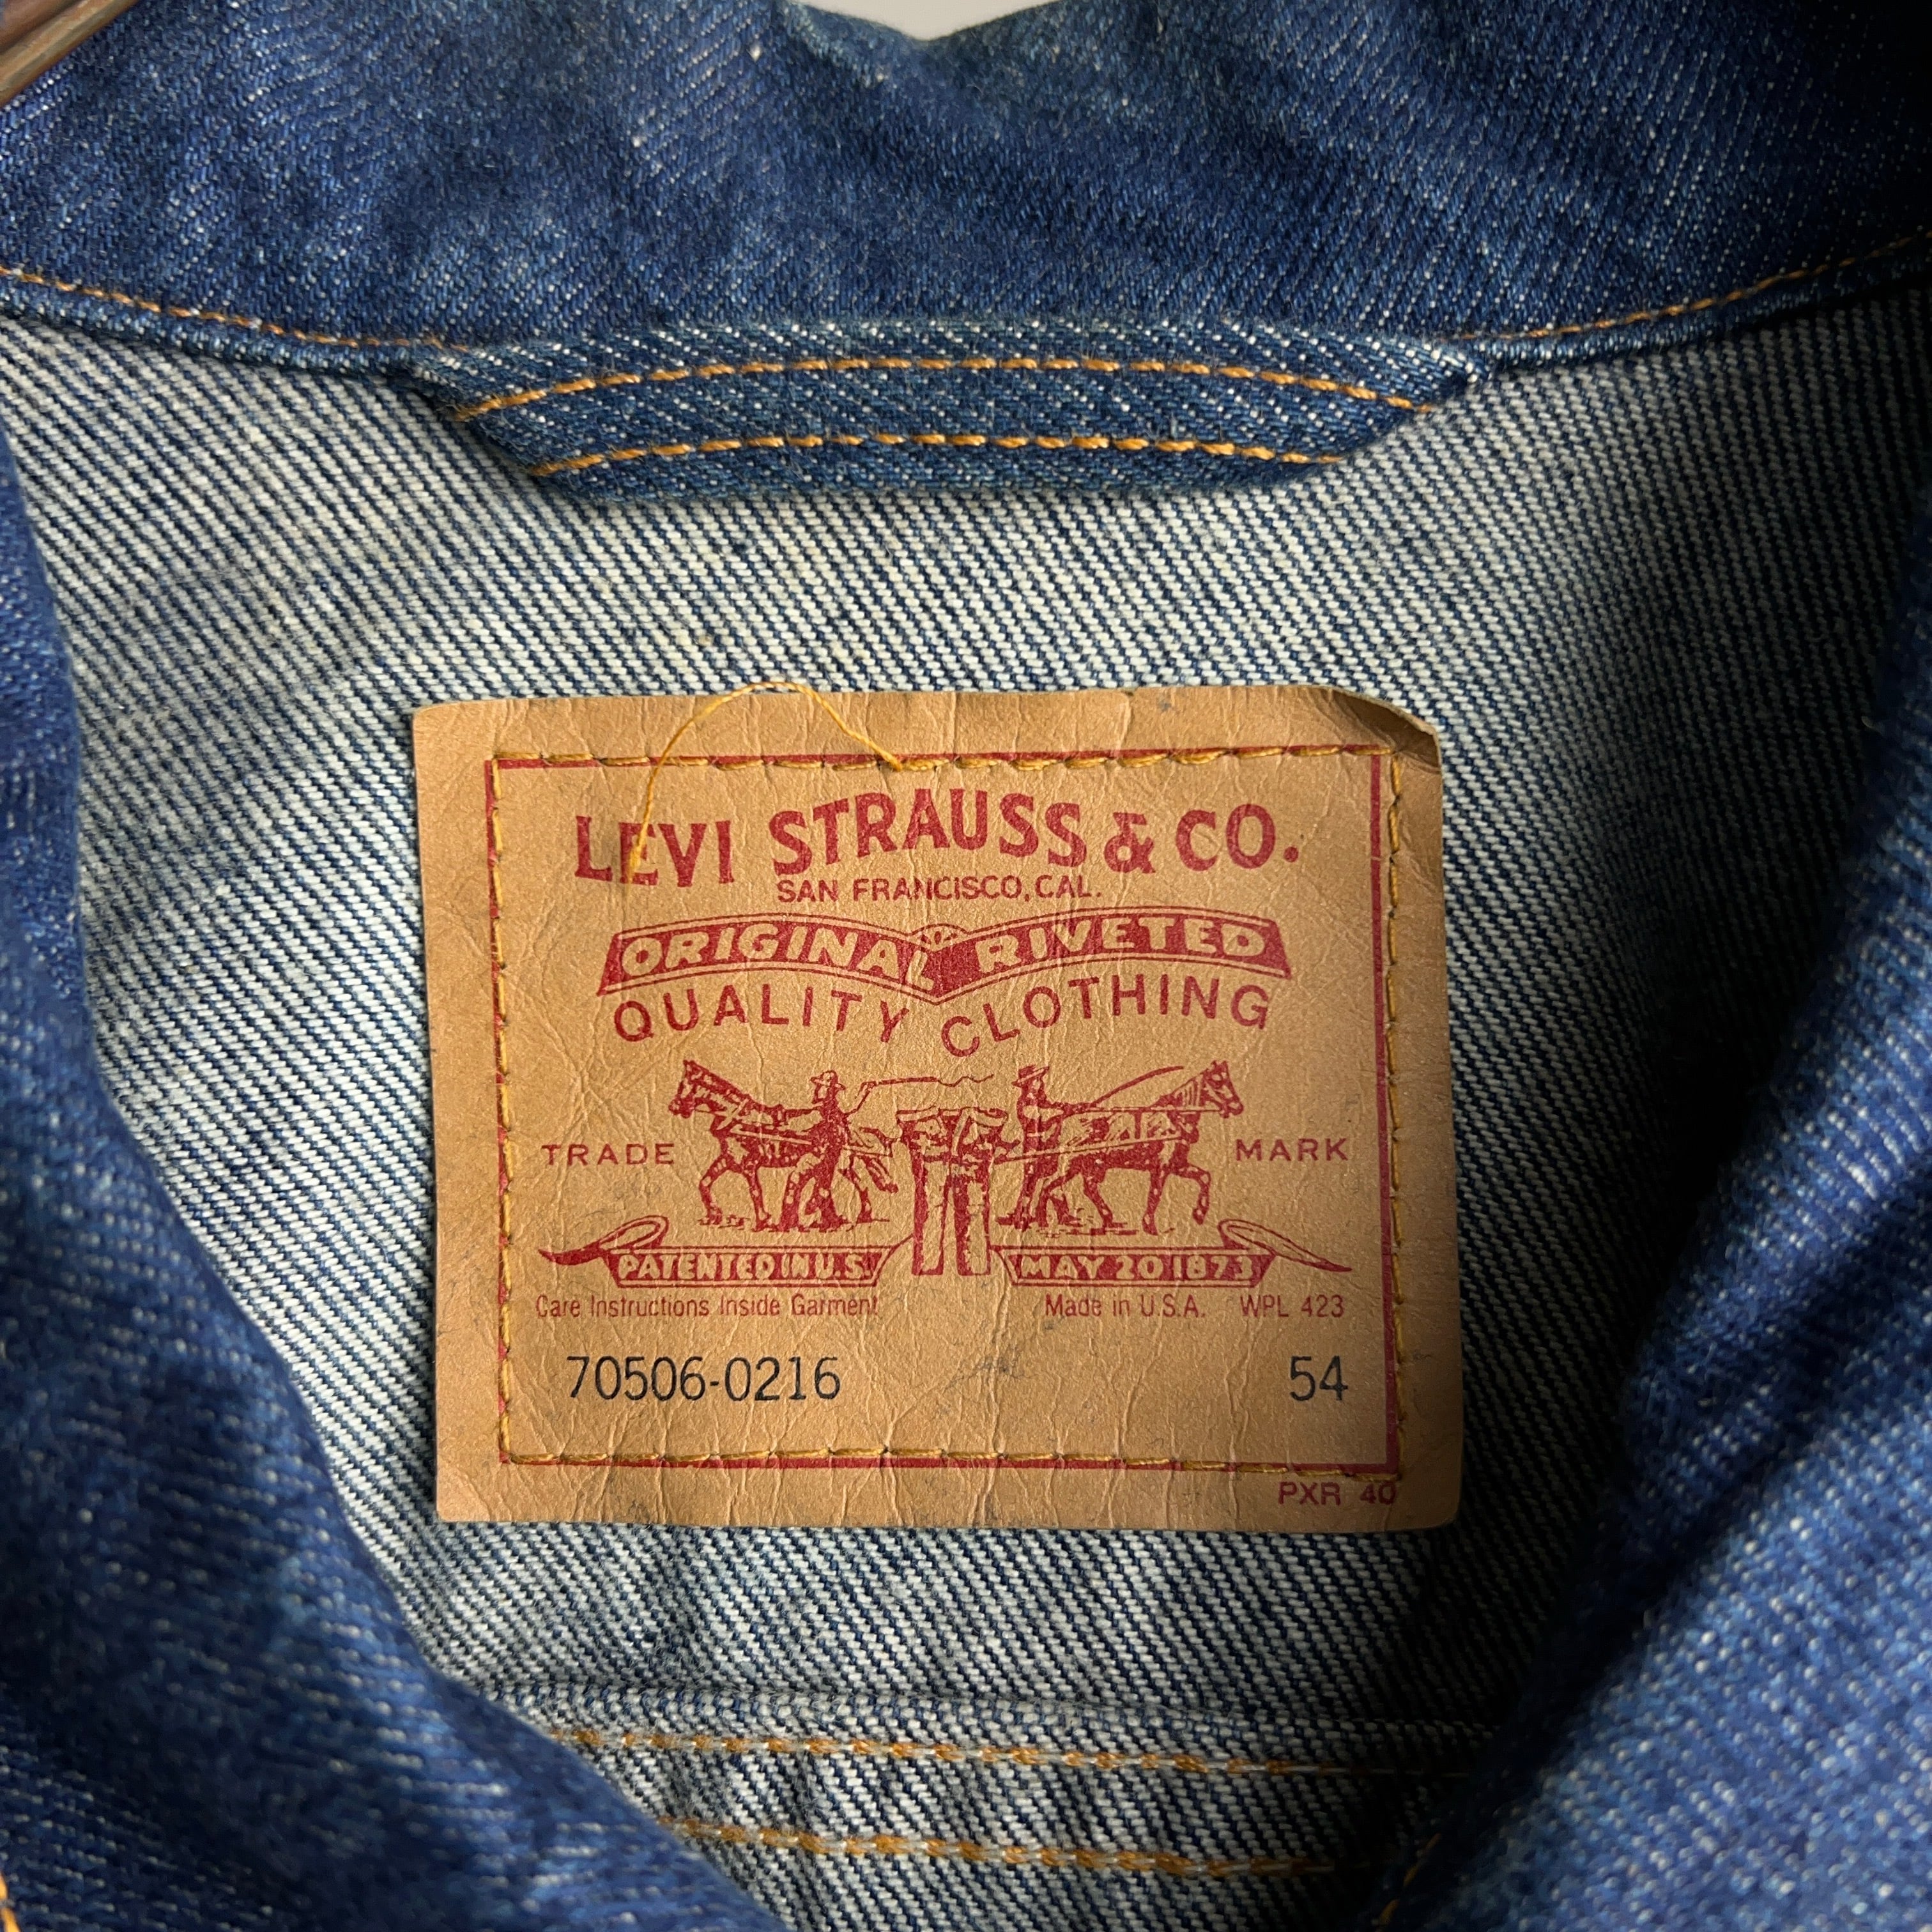 LEVI STRAUSS & CO.
SAN FRANCISCO, CAL.
ORIGINAL RIVETED
QUALITY CLOTHING
TRADE MARK
PATENTED IN U.S. MAY 20 1873
Care Instructions Inside Garment Made in U.S.A. WPL 423
70506-0216 54
PXR 40